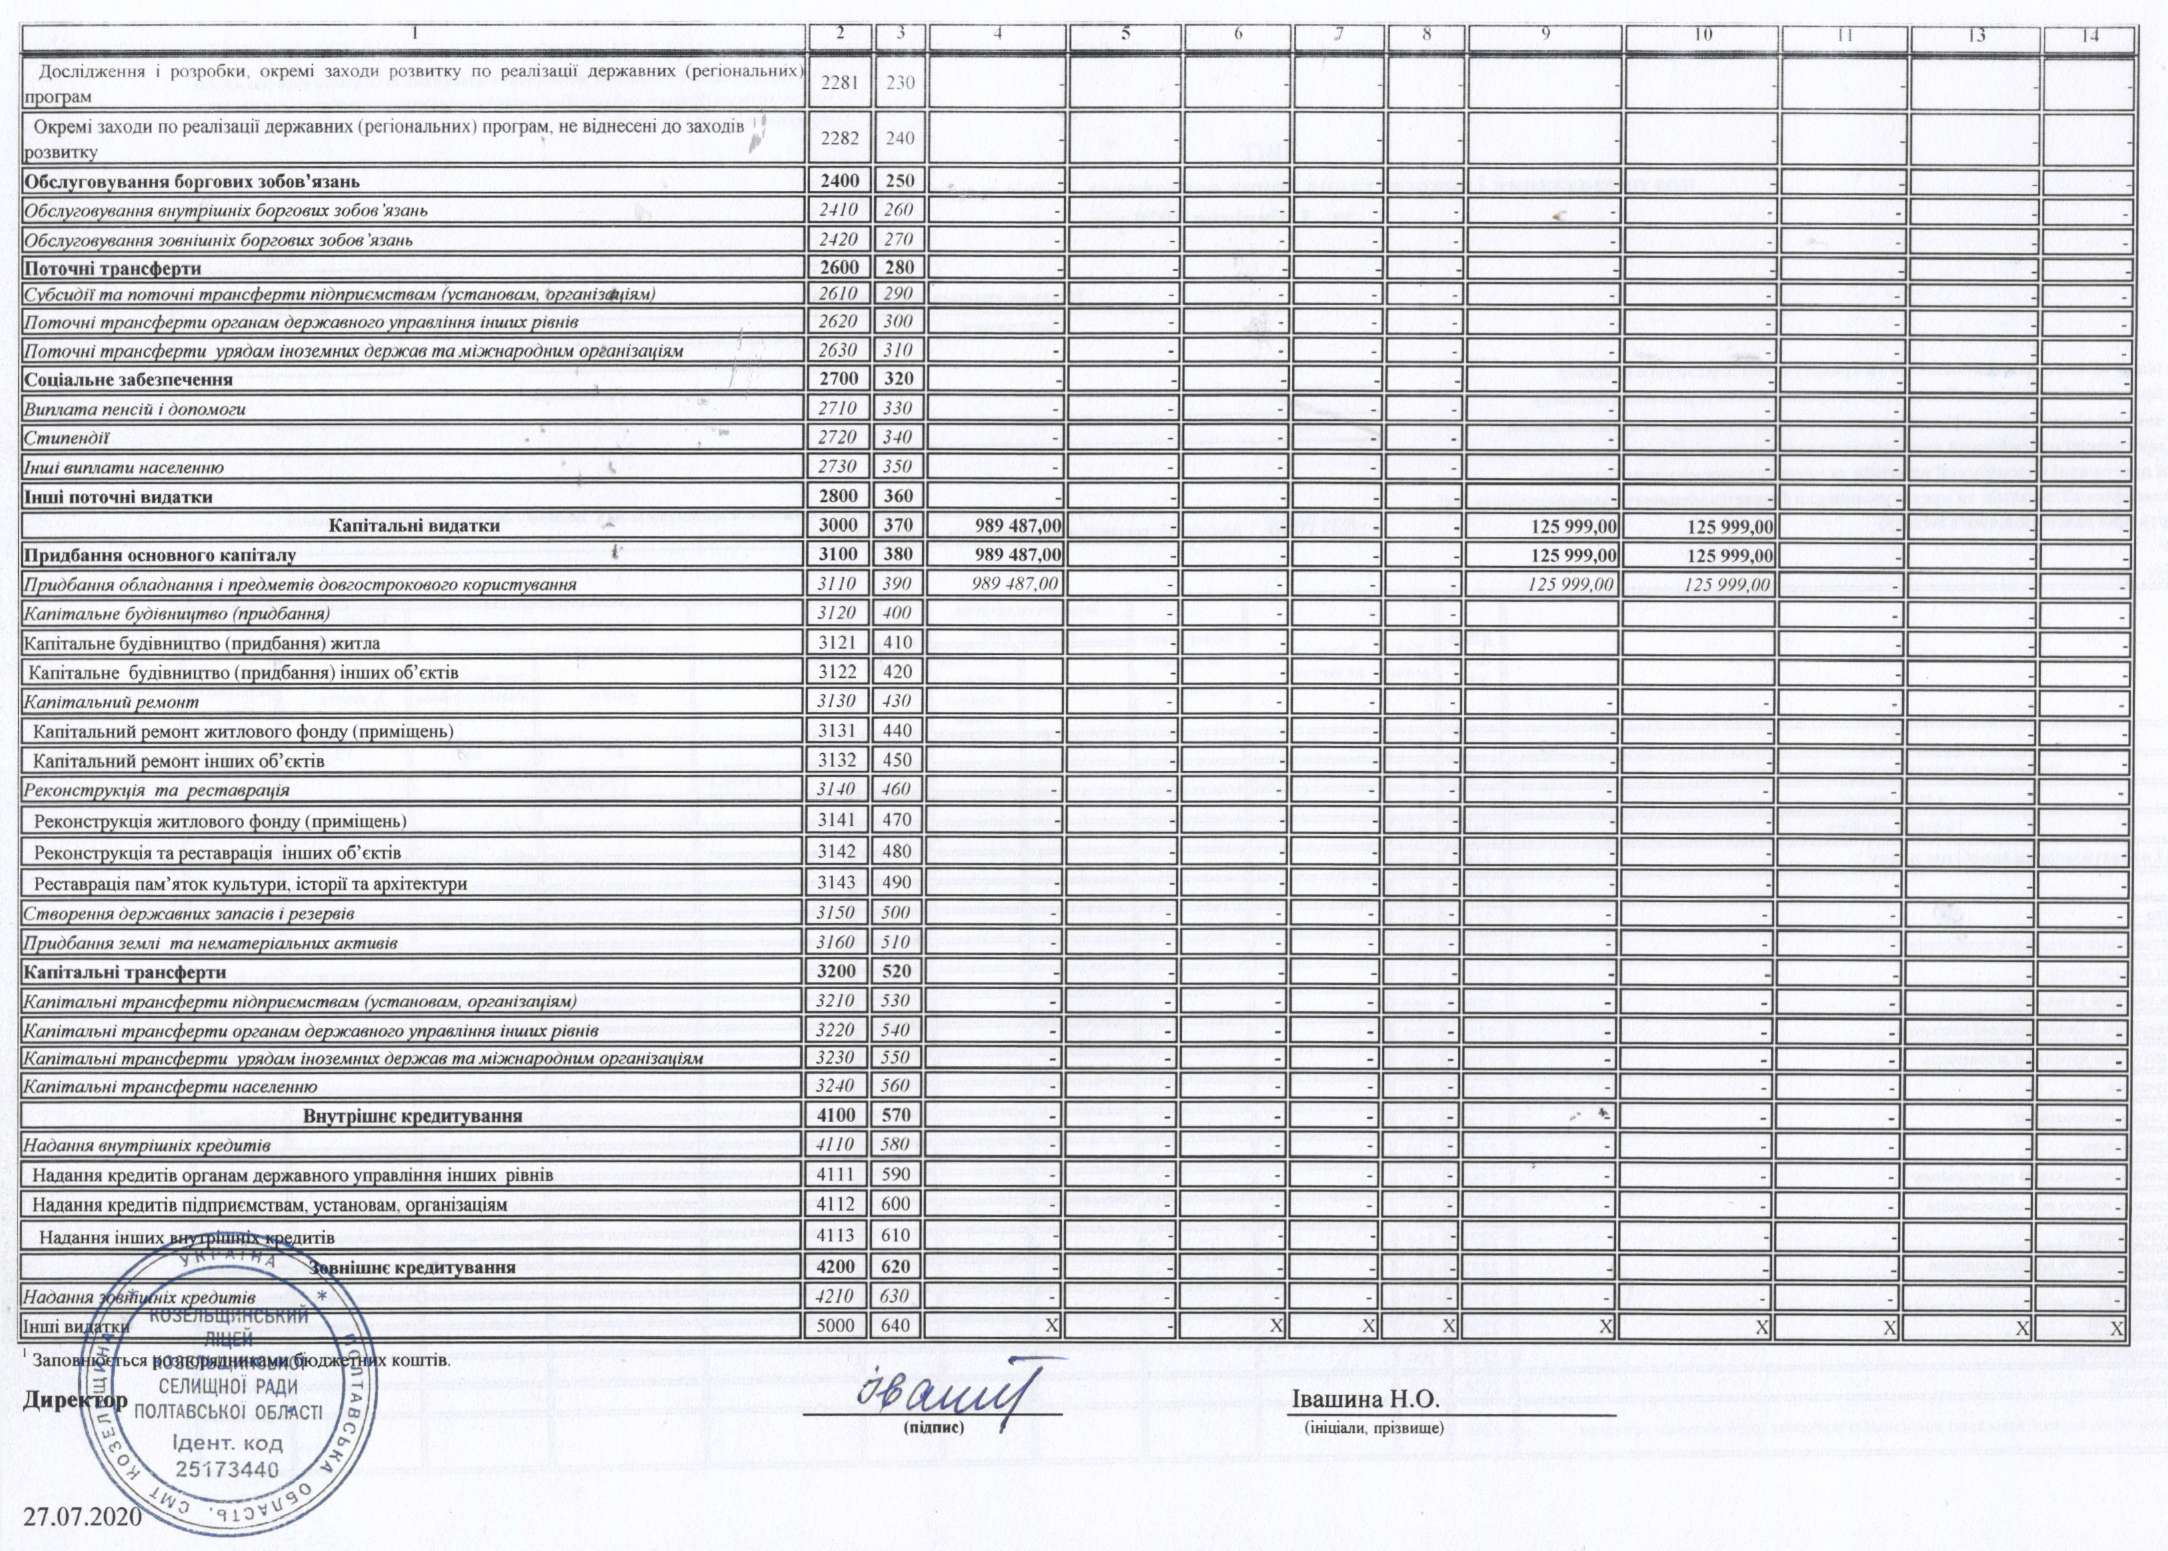 1 2 3 4 5 6 7 8 9 10 11 13 14
Дослідження і розробки, окремі заходи розвитку по реалізації державних (регіональних)
програм 2281 230 - - - - - - - - - -
Окремі заходи по реалізації державних (регіональних) програм, не віднесені до заходів
розвитку 2282 240 - - - - - - - - - -
Обслуговування боргових зобов’язань 2400 250 - - - - - - - - - -
Обслуговування внутрішніх боргових зобов’язань 2410 260 - - - - - - - - - -
Обслуговування зовнішніх боргових зобов’язань 2420 270 - - - - - - - - - -
Поточні трансферти 2600 280 - - - - - - - - - -
Субсидії та поточні трансферти підприємствам (установам, організаціям) 2610 290 - - - - - - - - - -
Поточні трансферти органам державного управління інших рівнів 2620 300 - - - - - - - - - -
Поточні трансферти урядам іноземних держав та міжнародним організаціям 2630 310 - - - - - - - - - -
Соціальне забезпечення 2700 320 - - - - - - - - - -
Виплата пенсій і допомоги 2710 330 - - - - - - - - - -
Стипендії 2720 340 - - - - - - - - - -
Інші виплати населенню 2730 350 - - - - - - - - - -
Інші поточні видатки 2800 360 - - - - - - - - - -
Капітальні видатки 3000 370 989 487,00 - - - - 125 999,00 125 999,00 - - -
Придбання основного капіталу 3100 380 989 487,00 - - - - 125 999,00 125 999,00 - - -
Придбання обладнання і предметів довгострокового користування 3110 390 989 487,00 - - - - 125 999,00 125 999,00 - - -
Капітальне будівництво (придбання) 3120 400 - - - - - - -
Капітальне будівництво (придбання) житла 3121 410 - - - - - - -
Капітальне будівництво (придбання) інших об’єктів 3122 420 - - - - - - -
Капітальний ремонт 3130 430 - - - - - - - - -
Капітальний ремонт житлового фонду (приміщень) 3131 440 - - - - - - - - - -
Капітальний ремонт інших об’єктів 3132 450 - - - - - - - - - -
Реконструкція та реставрація 3140 460 - - - - - - - - - -
Реконструкція житлового фонду (приміщень) 3141 470 - - - - - - - - - -
Реконструкція та реставрація інших об’єктів 3142 480 - - - - - - - - - -
Реставрація пам’яток культури, історії та архітектури 3143 490 - - - - - - - - - -
Створення державних запасів і резервів 3150 500 - - - - - - - - - -
Придбання землі та нематеріальних активів 3160 510 - - - - - - - - - -
Капітальні трансферти 3200 520 - - - - - - - - - -
Капітальні трансферти підприємствам (установам, організаціям) 3210 530 - - - - - - - - - -
Капітальні трансферти органам державного управління інших рівнів 3220 540 - - - - - - - - - -
Капітальні трансферти урядам іноземних держав та міжнародним організаціям 3230 550 - - - - - - - - - -
Капітальні трансферти населенню 3240 560 - - - - - - - - - -
Внутрішнє кредитування 4100 570 - - - - - - - - - -
Надання внутрішніх кредитів 4110 580 - - - - - - - - - -
Надання кредитів органам державного управління інших рівнів 4111 590 - - - - - - - - - -
Надання кредитів підприємствам, установам, організаціям 4112 600 - - - - - - - - - -
Надання інших внутрішніх кредитів 4113 610 - - - - - - - - - -
Зовнішнє кредитування 4200 620 - - - - - - - - - -
Надання зовнішніх кредитів 4210 630 - - - - - - - - - -
Інші видатки 5000 640 X - X X X X X X X X
1 Заповнюється розпорядниками бюджетних коштів.
Директор Івашина Н.О.
(підпис) (ініціали, прізвище)
УКРАЇНА * ПОЛТАВСЬКА ОБЛАСТЬ. СМТ КОЗЕЛЬЩИНА *
КОЗЕЛЬЩИНСЬКИЙ
ЛІЦЕЙ
КОЗЕЛЬЩИНСЬКОЇ
СЕЛИЩНОЇ РАДИ
ПОЛТАВСЬКОЇ ОБЛАСТІ
Ідент. код
25173440
27.07.2020